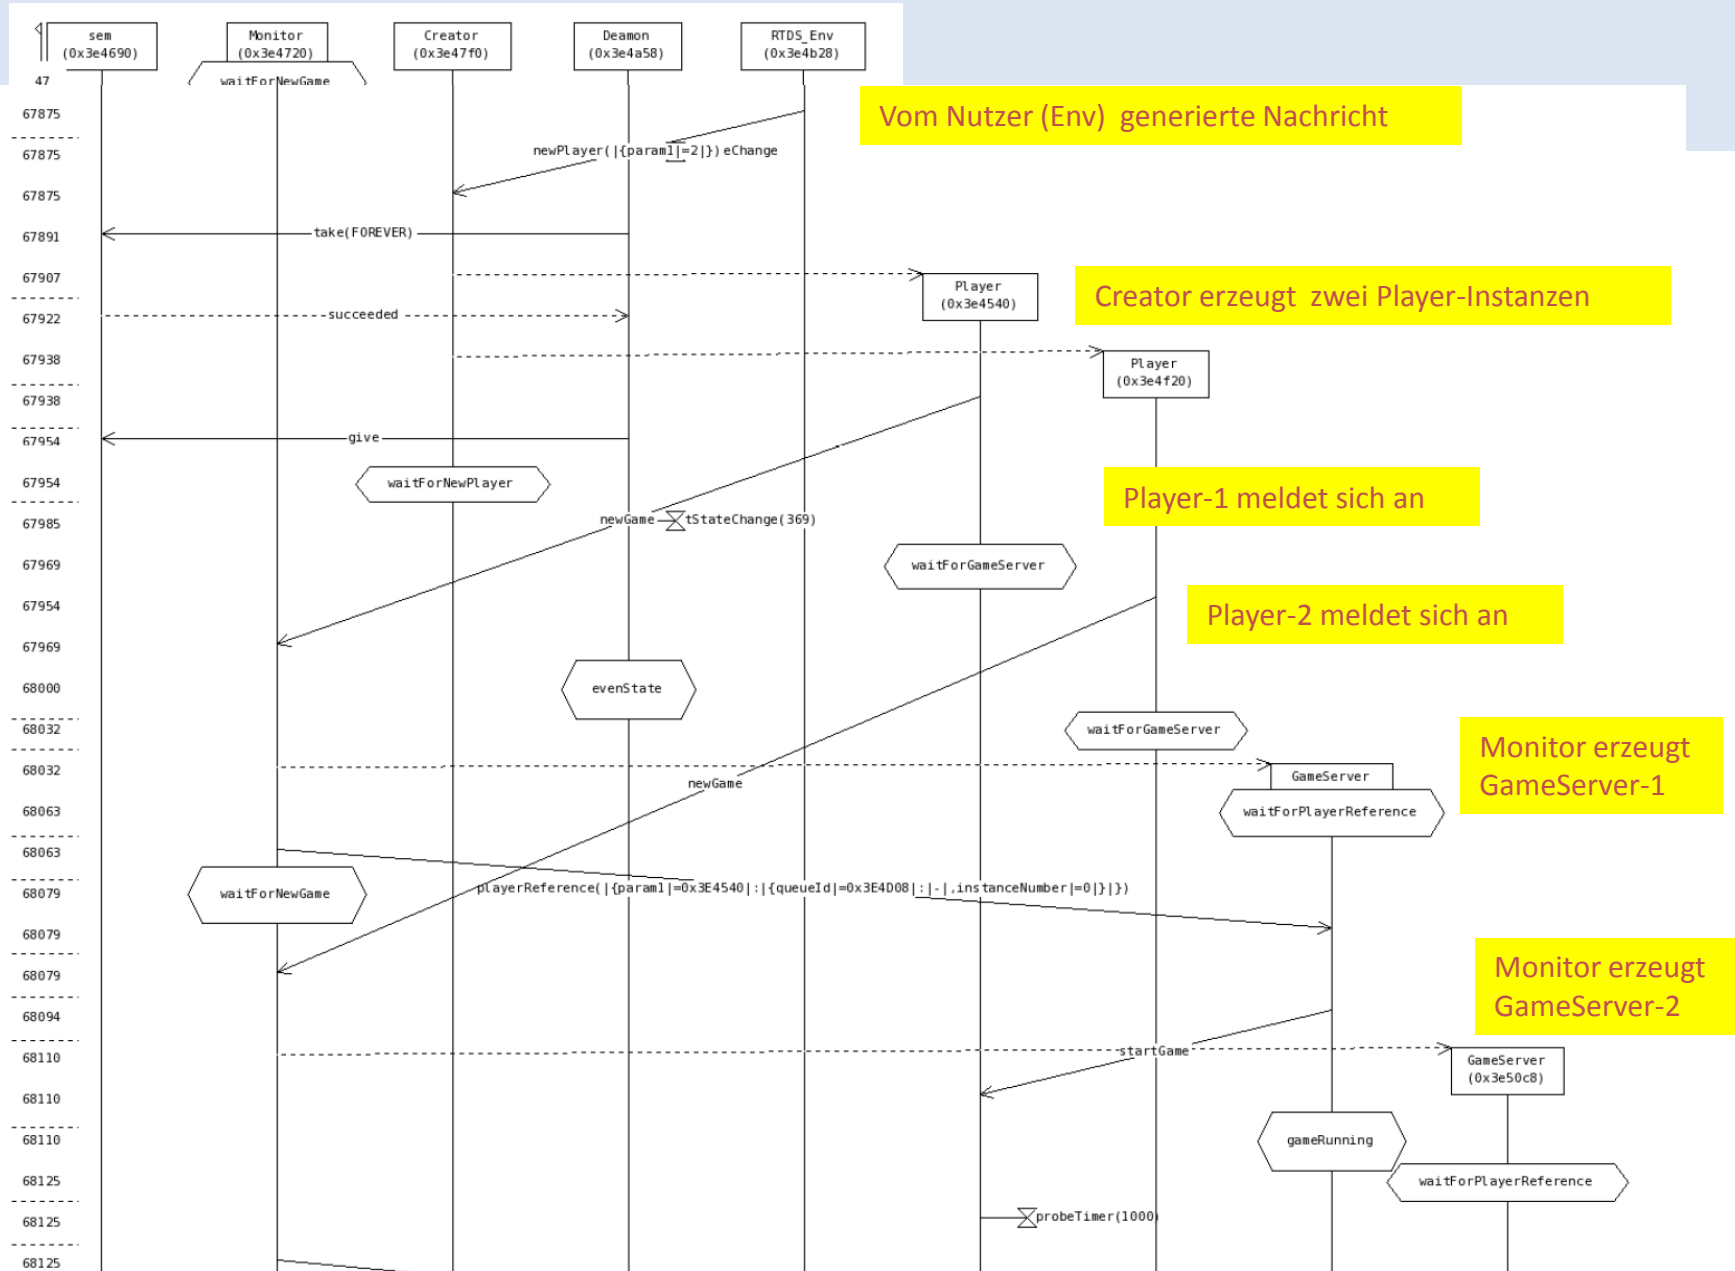 sem
(0x3e4690)
Monitor
(0x3e4720)
Creator
(0x3e47f0)
Deamon
(0x3e4a58)
RTDS_Env
(0x3e4b28)
47
waitForNewGame
67875
Vom Nutzer (Env) generierte Nachricht
67875
newPlayer(|{param1|=2|})
eChange
67875
67891
take(FOREVER)
67907
Player
(0x3e4540)
Creator erzeugt zwei Player-Instanzen
67922
succeeded
67938
Player
(0x3e4f20)
67938
67954
give
67954
waitForNewPlayer
Player-1 meldet sich an
67985
newGame
tStateChange(369)
67969
waitForGameServer
67954
Player-2 meldet sich an
67969
68000
evenState
68032
waitForGameServer
Monitor erzeugt
GameServer-1
68032
GameServer
newGame
68063
waitForPlayerReference
68063
68079
waitForNewGame
playerReference(|{param1|=0x3E4540|:|{queueId|=0x3E4D08|:|-|,instanceNumber|=0|}|})
68079
68079
Monitor erzeugt
GameServer-2
68094
68110
startGame
GameServer
(0x3e50c8)
68110
68110
gameRunning
68125
waitForPlayerReference
68125
probeTimer(1000)
68125